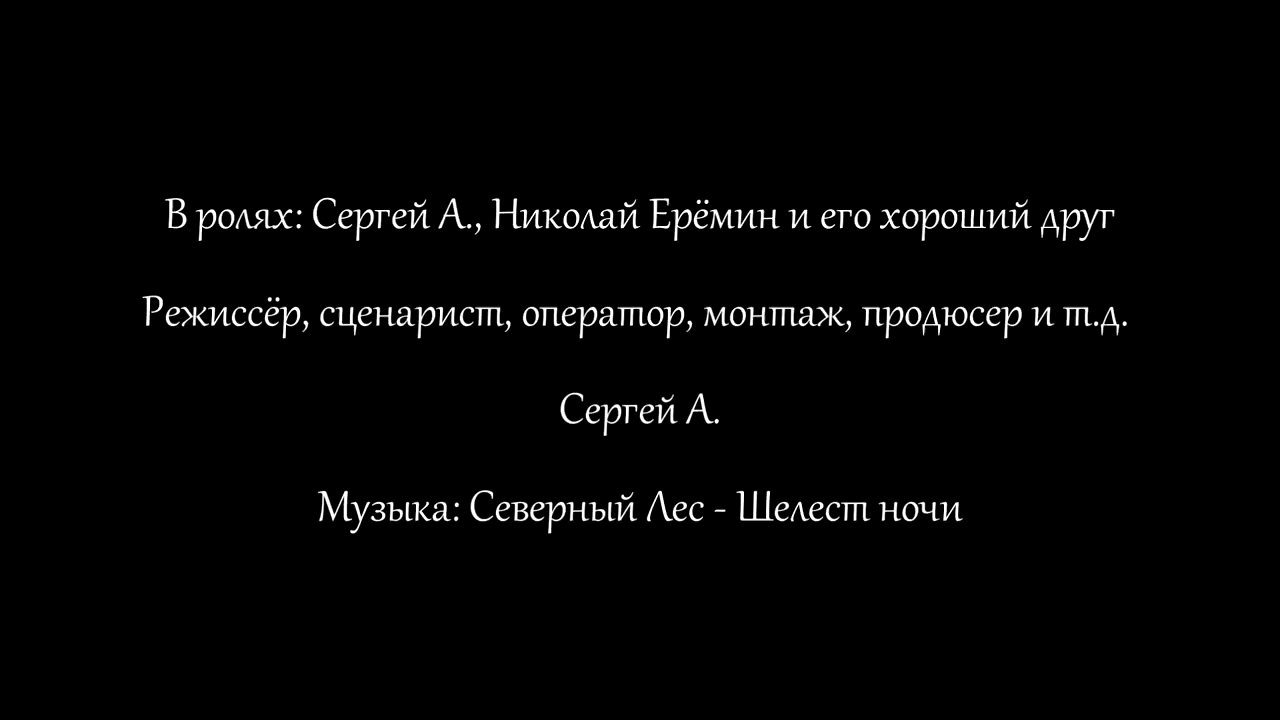 В ролях: Сергей А., Николай Ерёмин и его хороший друг
Режиссёр, сценарист, оператор, монтаж, продюсер и т.д.
Сергей А.
Музыка: Северный Лес - Шелест ночи